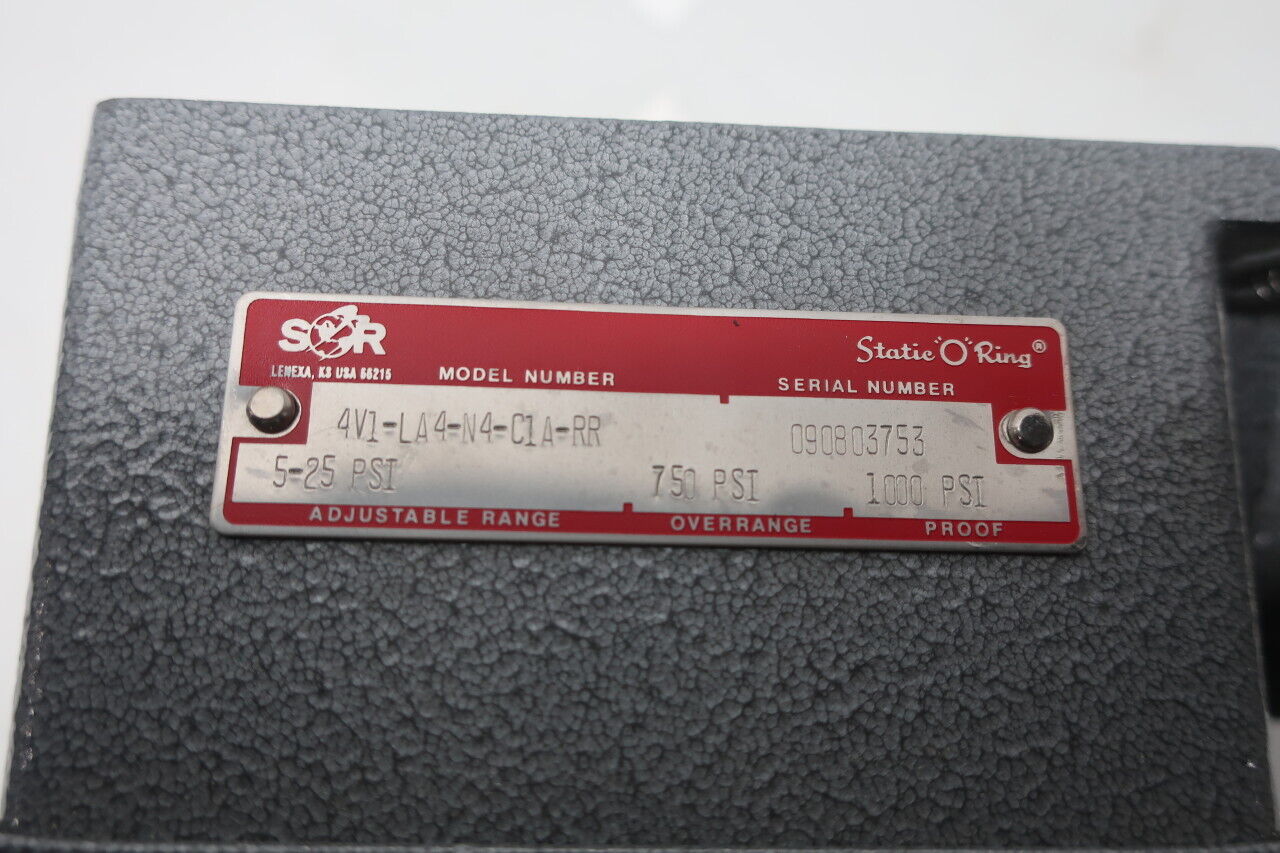 SOR Static "O" Ring®
LENEXA, KS USA 66215 MODEL NUMBER SERIAL NUMBER
4V1-LA4-N4-C1A-RR 090803753
5-25 PSI 750 PSI 1000 PSI
ADJUSTABLE RANGE OVERRANGE PROOF